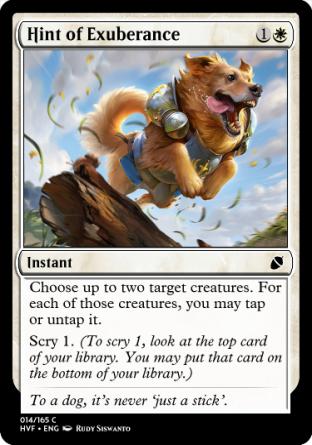 Hint of Exuberance 1
Instant
Choose up to two target creatures. For
each of those creatures, you may tap
or untap it.
Scry 1. (To scry 1, look at the top card
of your library. You may put that card on
the bottom of your library.)
To a dog, it’s never ‘just a stick’.
014/165 C
HVF • ENG Rudy Siswanto